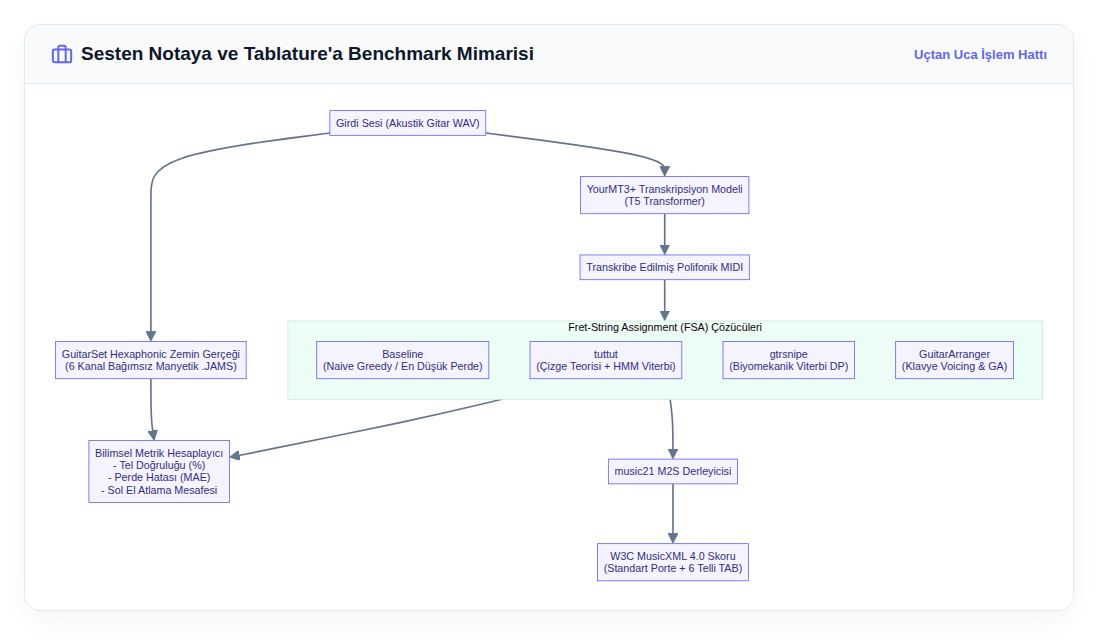 Sesten Notaya ve Tablature'a Benchmark Mimarisi
Uçtan Uca İşlem Hattı
Girdi Sesi (Akustik Gitar WAV)
YourMT3+ Transkripsiyon Modeli
(T5 Transformer)
Transkribe Edilmiş Polifonik MIDI
Fret-String Assignment (FSA) Çözücüleri
GuitarSet Hexaphonic Zemin Gerçeği
(6 Kanal Bağımsız Manyetik .JAMS)
Baseline
(Naive Greedy / En Düşük Perde)
tuttut
(Çizge Teorisi + HMM Viterbi)
gtrsnipe
(Biyomekanik Viterbi DP)
GuitarArranger
(Klavye Voicing & GA)
Bilimsel Metrik Hesaplayıcı
- Tel Doğruluğu (%)
- Perde Hatası (MAE)
- Sol El Atlama Mesafesi
music21 M2S Derleyicisi
W3C MusicXML 4.0 Skoru
(Standart Porte + 6 Telli TAB)